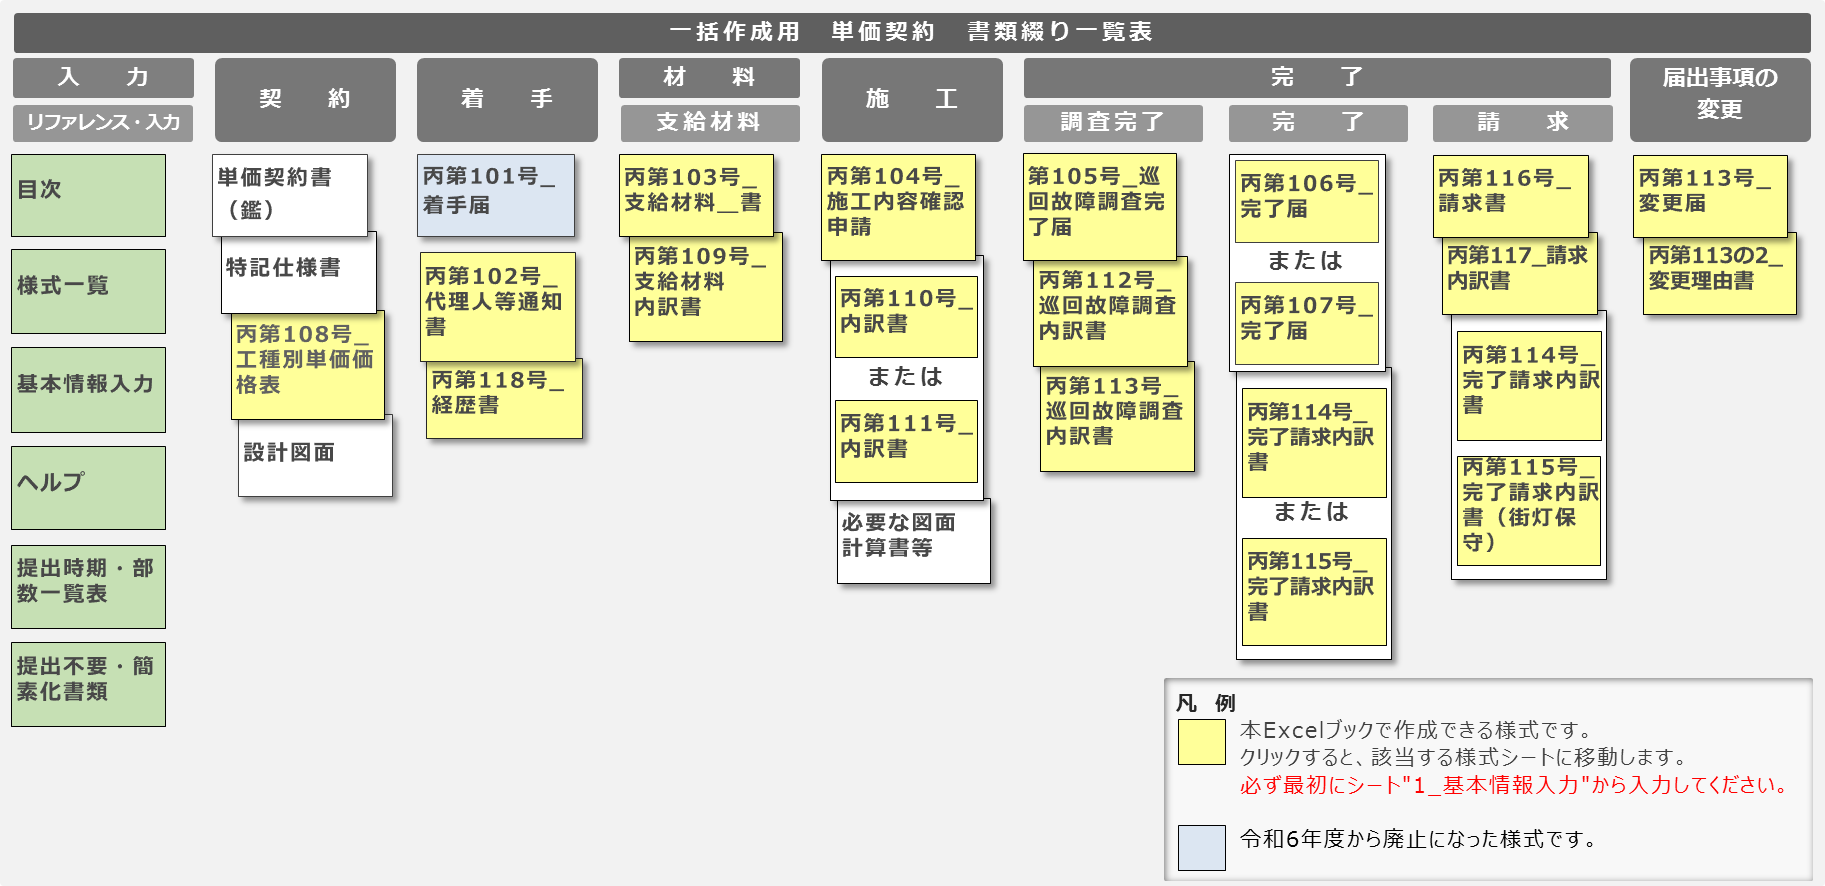 一括作成用　単価契約　書類綴り一覧表
入　　力
リファレンス・入力
目次
様式一覧
基本情報入力
ヘルプ
提出時期・部
数一覧表
提出不要・簡
素化書類
契　　約
単価契約書
（鑑）
特記仕様書
丙第108号_
工種別単価価
格表
設計図面
着　　手
丙第101号_
着手届
丙第102号_
代理人等通知
書
丙第118号_
経歴書
材　　料
支給材料
丙第103号_
支給材料__書
丙第109号_
支給材料
内訳書
施　　工
丙第104号_
施工内容確認
申請
丙第110号_
内訳書
または
丙第111号_
内訳書
必要な図面
計算書等
完　　了
調査完了
第105号_巡
回故障調査完
了届
丙第112号_
巡回故障調査
内訳書
丙第113号_
巡回故障調査
内訳書
完　　了
丙第106号_
完了届
または
丙第107号_
完了届
丙第114号_
完了請求内訳
書
または
丙第115号_
完了請求内訳
書
請　　求
丙第116号_
請求書
丙第117_請求
内訳書
丙第114号_
完了請求内訳
書
丙第115号_
完了請求内訳
書（街灯保
守）
届出事項の
変更
丙第113号_
変更届
丙第113の2_
変更理由書
凡　例
本Excelブックで作成できる様式です。
クリックすると、該当する様式シートに移動します。
必ず最初にシート"1_基本情報入力"から入力してください。
令和6年度から廃止になった様式です。